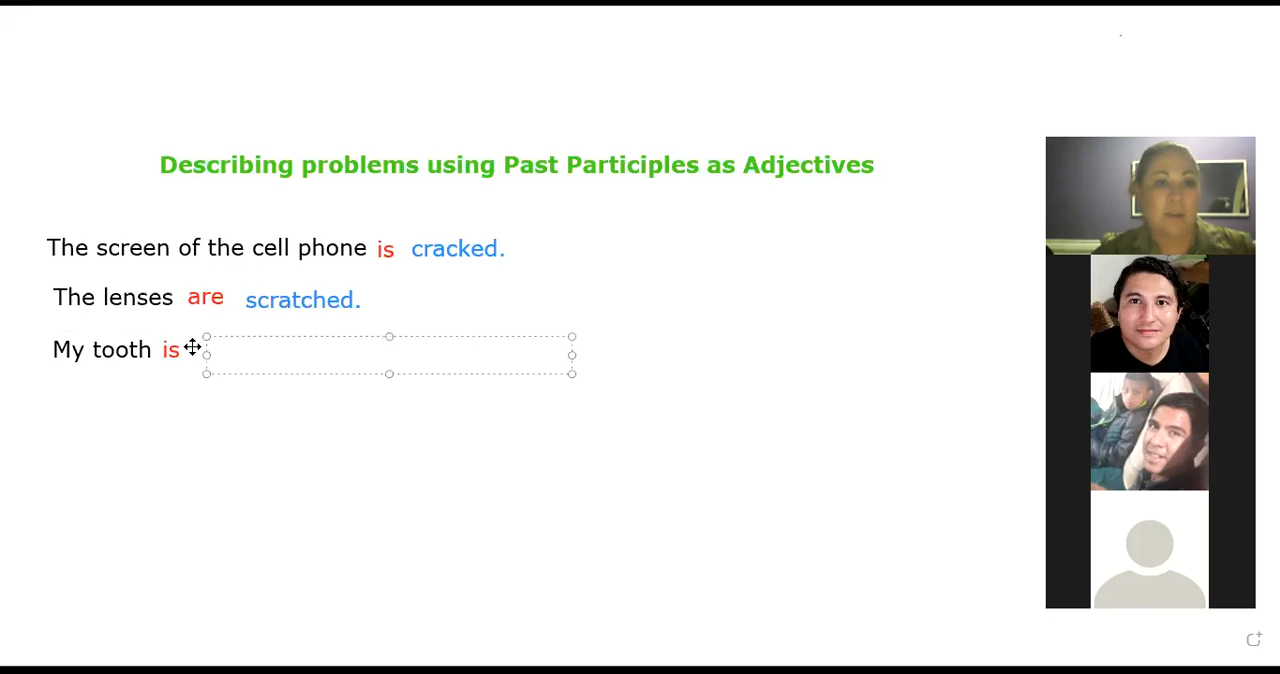 Describing problems using Past Participles as Adjectives
The screen of the cell phone is cracked.
The lenses are scratched.
My tooth is